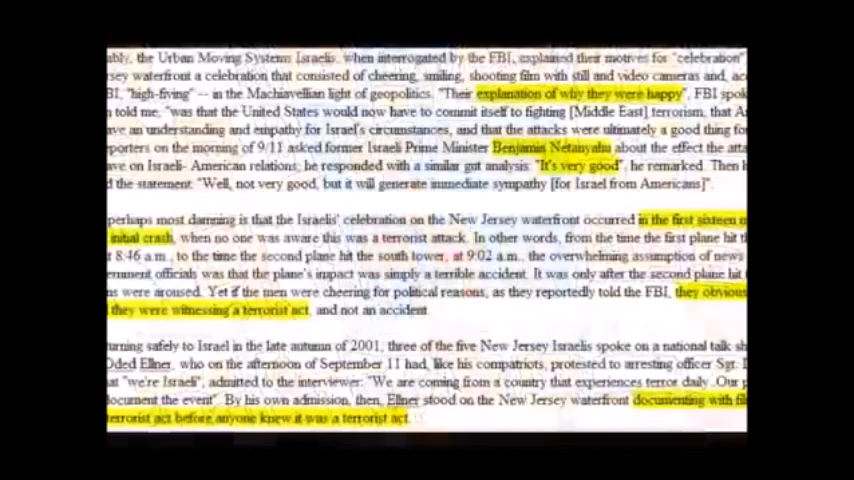 ably, the Urban Moving Systems Israelis, when interrogated by the FBI, explained their motives for "celebration"
sey waterfront a celebration that consisted of cheering, smiling, shooting film with still and video cameras and, ac
BI, "high-fiving" -- in the Machiavellian light of geopolitics. "Their explanation of why they were happy", FBI spok
n told me, "was that the United States would now have to commit itself to fighting [Middle East] terrorism, that A
ave an understanding and empathy for Israel's circumstances, and that the attacks were ultimately a good thing for
porters on the morning of 9/11 asked former Israeli Prime Minister Benjamin Netanyahu about the effect the atta
ave on Israeli- American relations, he responded with a similar gut analysis: "It's very good", he remarked. Then h
d the statement: "Well, not very good, but it will generate immediate sympathy [for Israel from Americans]".
perhaps most damning is that the Israelis' celebration on the New Jersey waterfront occurred in the first sixteen m
initial crash, when no one was aware this was a terrorist attack. In other words, from the time the first plane hit th
t 8:46 a.m., to the time the second plane hit the south tower, at 9:02 a.m., the overwhelming assumption of news
ernment officials was that the plane's impact was simply a terrible accident. It was only after the second plane hit t
ns were aroused. Yet if the men were cheering for political reasons, as they reportedly told the FBI, they obvious
they were witnessing a terrorist act, and not an accident.
urning safely to Israel in the late autumn of 2001, three of the five New Jersey Israelis spoke on a national talk sh
Oded Ellner, who on the afternoon of September 11 had, like his compatriots, protested to arresting officer Sgt.
at "we're Israeli", admitted to the interviewer: "We are coming from a country that experiences terror daily. Our p
document the event". By his own admission, then, Ellner stood on the New Jersey waterfront documenting with fil
terrorist act before anyone knew it was a terrorist act.